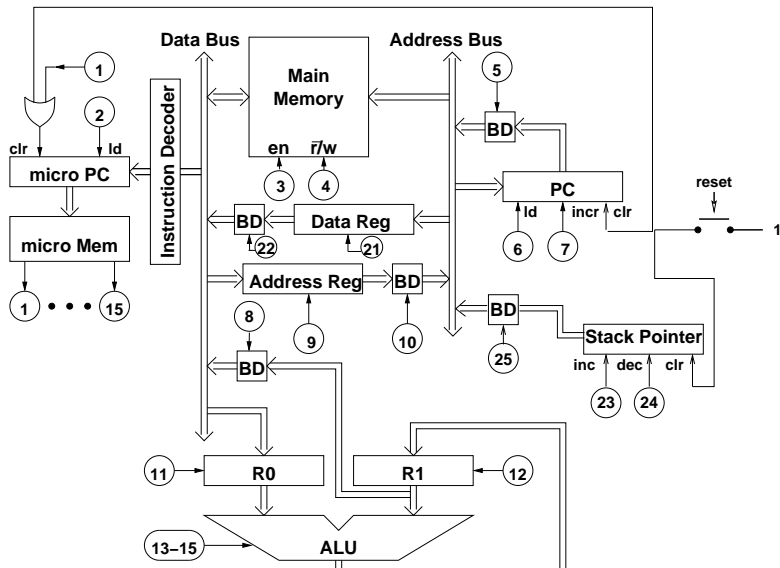 Data Bus
Address Bus
Main
Memory
en
r̄/w
1
2
clr
ld
micro PC
micro Mem
1
15
Instruction Decoder
3
4
5
BD
PC
ld
incr
clr
6
7
reset
1
BD
22
Data Reg
21
Address Reg
9
BD
10
8
BD
BD
25
Stack Pointer
inc
dec
clr
23
24
11
R0
R1
12
13–15
ALU